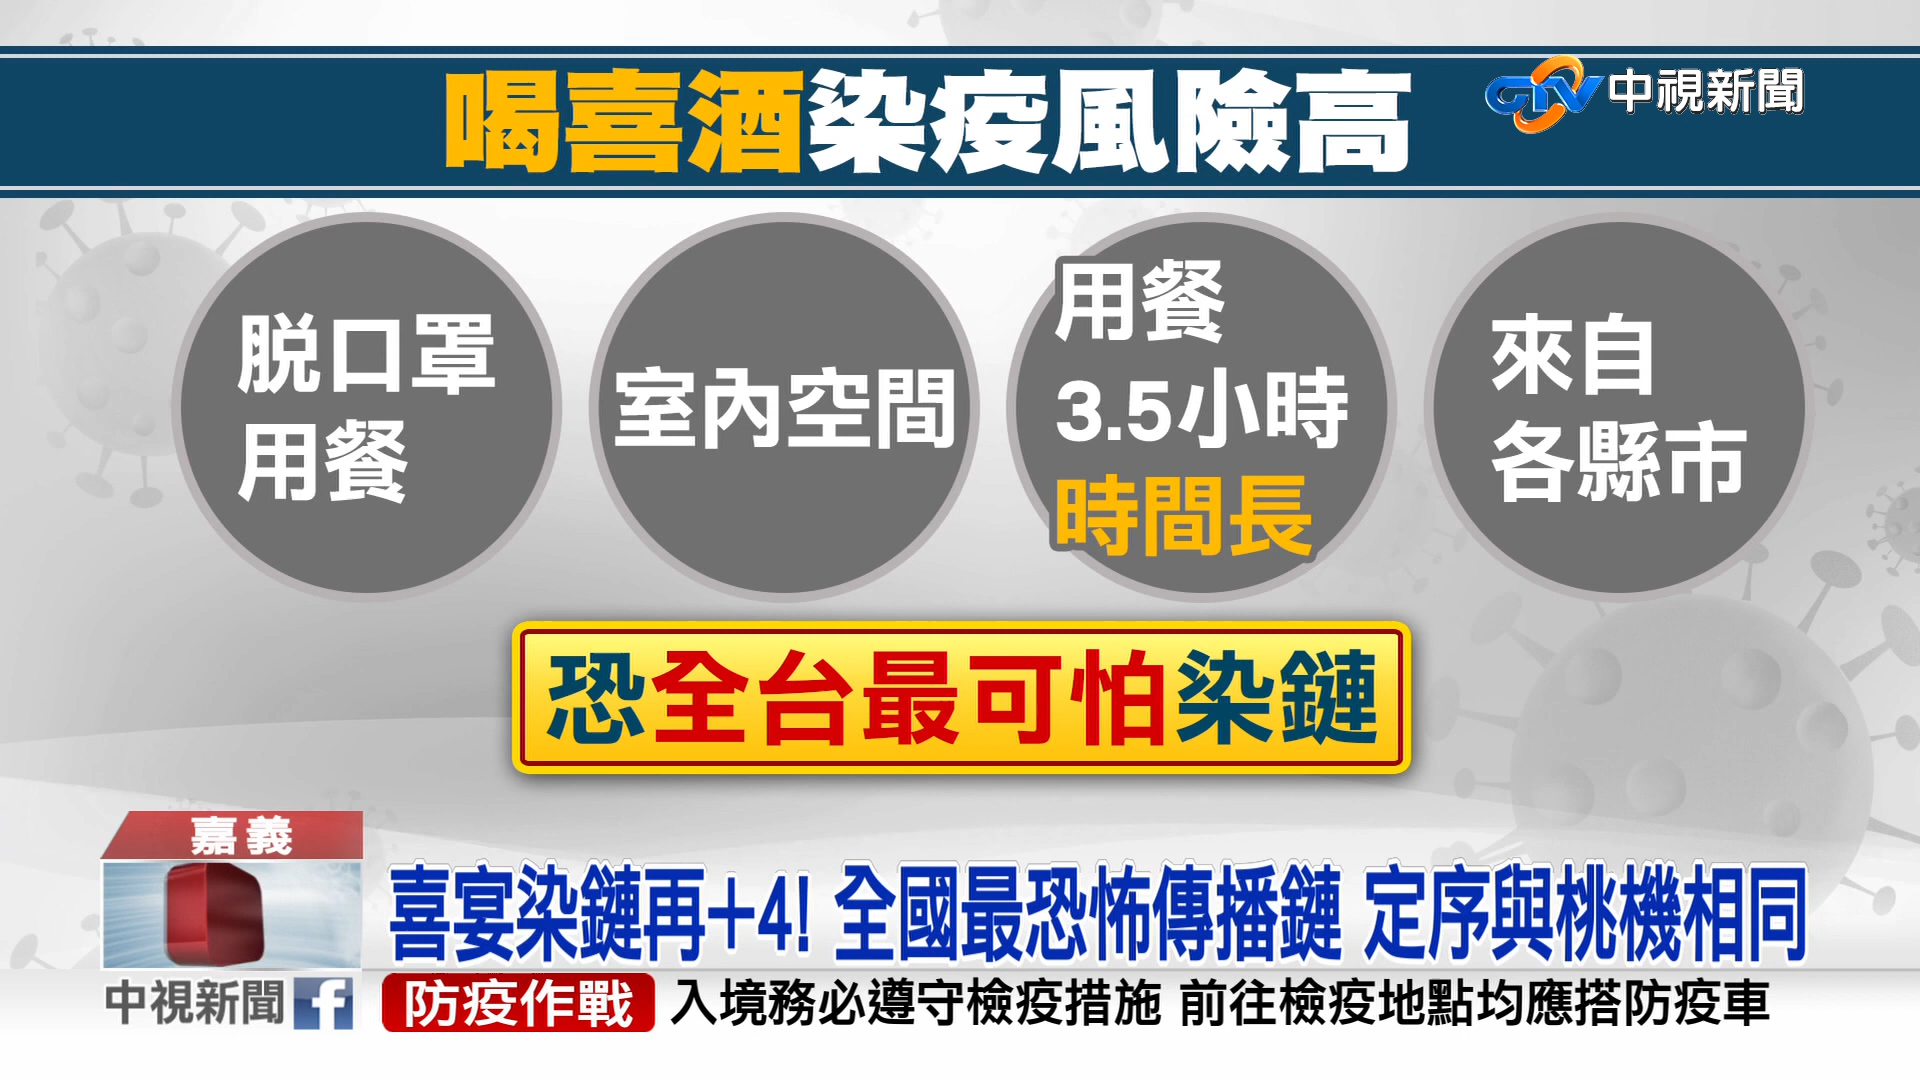 喝喜酒染疫風險高
CTV中視新聞
脱口罩
用餐
室內空間
用餐
3.5小時
時間長
來自
各縣市
恐全台最可怕染鏈
嘉義
喜宴染鏈再+4! 全國最恐怖傳播鏈 定序與桃機相同
中視新聞 f
防疫作戰 入境務必遵守檢疫措施 前往檢疫地點均應搭防疫車